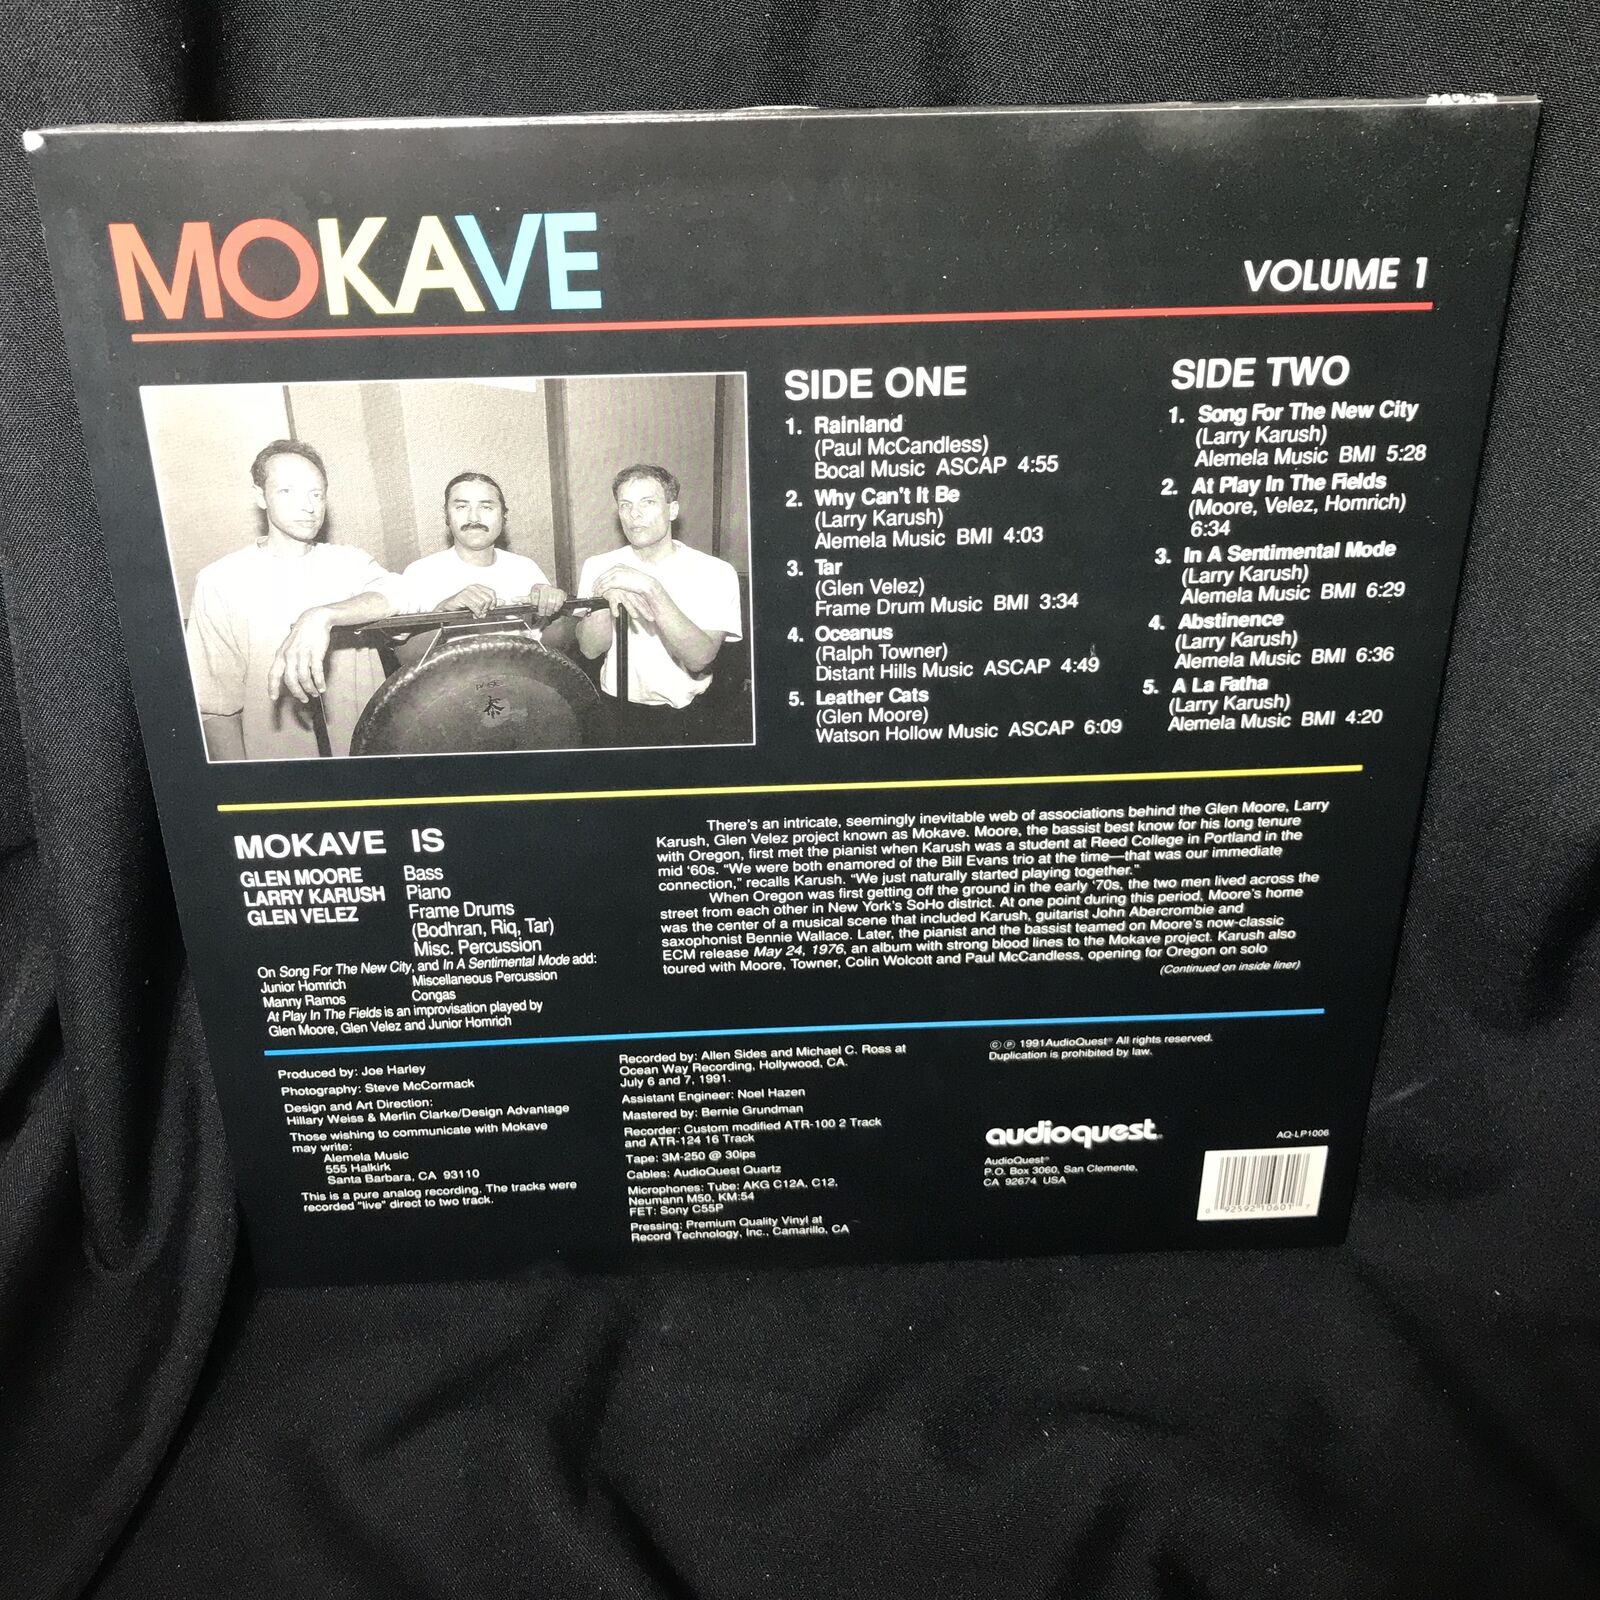 MOKAVE
VOLUME 1
SIDE ONE
1. Rainland
(Paul McCandless)
Bocal Music ASCAP 4:55
2. Why Can't It Be
(Larry Karush)
Alemela Music BMI 4:03
3. Tar
(Glen Velez)
Frame Drum Music BMI 3:34
4. Oceanus
(Ralph Towner)
Distant Hills Music ASCAP 4:49
5. Leather Cats
(Glen Moore)
Watson Hollow Music ASCAP 6:09
SIDE TWO
1. Song For The New City
(Larry Karush)
Alemela Music BMI 5:28
2. At Play In The Fields
(Moore, Velez, Homrich)
6:34
3. In A Sentimental Mode
(Larry Karush)
Alemela Music BMI 6:29
4. Abstinence
(Larry Karush)
Alemela Music BMI 6:36
5. A La Fatha
(Larry Karush)
Alemela Music BMI 4:20
MOKAVE IS
GLEN MOORE Bass
LARRY KARUSH Piano
GLEN VELEZ Frame Drums
(Bodhran, Riq, Tar)
Misc. Percussion
On Song For The New City, and In A Sentimental Mode add:
Junior Homrich Miscellaneous Percussion
Manny Ramos Congas
At Play In The Fields is an improvisation played by
Glen Moore, Glen Velez and Junior Homrich
There's an intricate, seemingly inevitable web of associations behind the Glen Moore, Larry
Karush, Glen Velez project known as Mokave. Moore, the bassist best know for his long tenure
with Oregon, first met the pianist when Karush was a student at Reed College in Portland in the
mid '60s. "We were both enamored of the Bill Evans trio at the time—that was our immediate
connection," recalls Karush. "We just naturally started playing together."
When Oregon was first getting off the ground in the early '70s, the two men lived across the
street from each other in New York's SoHo district. At one point during this period, Moore's home
was the center of a musical scene that included Karush, guitarist John Abercrombie and
saxophonist Bennie Wallace. Later, the pianist and the bassist teamed on Moore's now-classic
ECM release May 24, 1976, an album with strong blood lines to the Mokave project. Karush also
toured with Moore, Towner, Colin Wolcott and Paul McCandless, opening for Oregon on solo
(Continued on inside liner)
Produced by: Joe Harley
Photography: Steve McCormack
Design and Art Direction:
Hillary Weiss & Merlin Clarke/Design Advantage
Those wishing to communicate with Mokave
may write:
Alemela Music
555 Halkirk
Santa Barbara, CA 93110
This is a pure analog recording. The tracks were
recorded "live" direct to two track.
Recorded by: Allen Sides and Michael C. Ross at
Ocean Way Recording, Hollywood, CA.
July 6 and 7, 1991.
Assistant Engineer: Noel Hazen
Mastered by: Bernie Grundman
Recorder: Custom modified ATR-100 2 Track
and ATR-124 16 Track
Tape: 3M-250 @ 30ips
Cables: AudioQuest Quartz
Microphones: Tube: AKG C12A, C12,
Neumann M50, KM:54
FET: Sony C55P
Pressing: Premium Quality Vinyl at
Record Technology, Inc., Camarillo, CA
© ℗ 1991AudioQuest® All rights reserved.
Duplication is prohibited by law.
audioquest®
AudioQuest®
P.O. Box 3060, San Clemente,
CA 92674 USA
AQ-LP1006
0 92592 10601 7